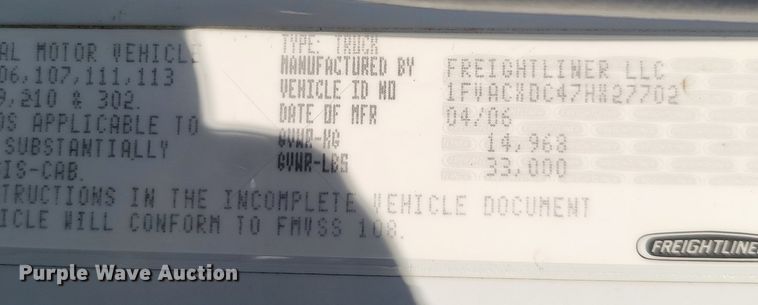 AL MOTOR VEHICLE
06,107,111,113
9,210 & 302.
DS APPLICABLE TO
SUBSTANTIALLY
SIS-CAB.
TRUCTIONS IN THE INCOMPLETE VEHICLE DOCUMENT
ICLE WILL CONFORM TO FMVSS 108.
TYPE: TRUCK
MANUFACTURED BY FREIGHTLINER LLC
VEHICLE ID NO 1FVACXDC47HW27702
DATE OF MFR 04/06
GVWR-KG 14,968
GVWR-LBS 33,000
FREIGHTLINE
Purple Wave Auction